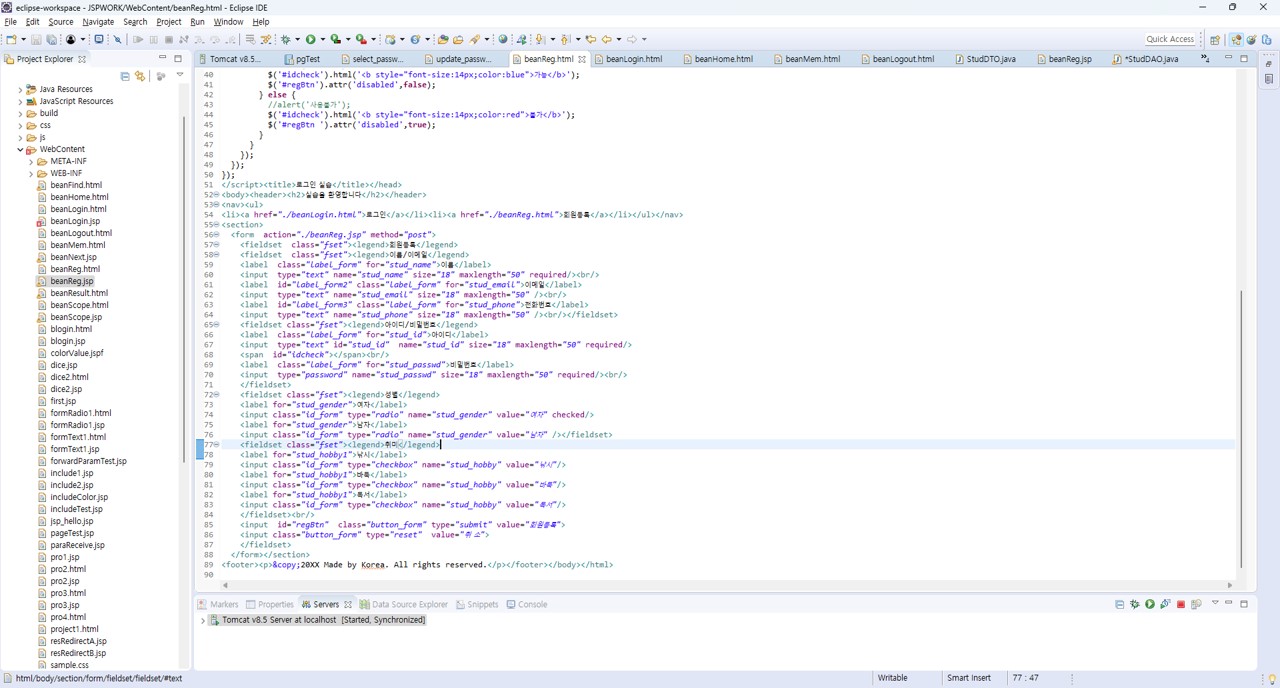 eclipse-workspace - JSPWORK/WebContent/beanReg.html - Eclipse IDE
File Edit Source Navigate Search Project Run Window Help
Quick Access
Project Explorer
Tomcat v8.5...
pgTest
select_passw...
update_passw...
beanReg.html
beanLogin.html
beanHome.html
beanMem.html
beanLogout.html
StudDTO.java
beanReg.jsp
*StudDAO.java
Java Resources
JavaScript Resources
build
css
js
WebContent
META-INF
WEB-INF
beanFind.html
beanHome.html
beanLogin.html
beanLogin.jsp
beanLogout.html
beanMem.html
beanNext.jsp
beanReg.html
beanReg.jsp
beanResult.html
beanScope.html
beanScope.jsp
blogin.html
blogin.jsp
colorValue.jspf
dice.jsp
dice2.html
dice2.jsp
first.jsp
formRadio1.html
formRadio1.jsp
formText1.html
formText1.jsp
forwardParamTest.jsp
include1.jsp
include2.jsp
includeColor.jsp
includeTest.jsp
jsp_hello.jsp
pageTest.jsp
paraReceive.jsp
pro1.jsp
pro2.html
pro2.jsp
pro3.html
pro3.jsp
pro4.html
project1.html
resRedirectA.jsp
resRedirectB.jsp
sample.css
40 $('#idcheck').html('<b style="font-size:14px;color:blue">가능</b>');
41 $('#regBtn').attr('disabled',false);
42 } else {
43 //alert('사용불가');
44 $('#idcheck').html('<b style="font-size:14px;color:red">불가</b>');
45 $('#regBtn ').attr('disabled',true);
46 }
47 }
48 });
49 });
50 });
51 </script><title>로그인 실습</title></head>
52 <body><header><h2>실습을 환영합니다</h2></header>
53 <nav><ul>
54 <li><a href="./beanLogin.html">로그인</a></li><li><a href="./beanReg.html">회원등록</a></li></ul></nav>
55 <section>
56 <form action="./beanReg.jsp" method="post">
57 <fieldset class="fset"><legend>회원등록</legend>
58 <fieldset class="fset"><legend>이름/이메일</legend>
59 <label class="label_form" for="stud_name">이름</label>
60 <input type="text" name="stud_name" size="18" maxlength="50" required/><br/>
61 <label id="label_form2" class="label_form" for="stud_email">이메일</label>
62 <input type="text" name="stud_email" size="18" maxlength="50" /><br/>
63 <label id="label_form3" class="label_form" for="stud_phone">전화번호</label>
64 <input type="text" name="stud_phone" size="18" maxlength="50" /><br/></fieldset>
65 <fieldset class="fset"><legend>아이디/비밀번호</legend>
66 <label class="label_form" for="stud_id">아이디</label>
67 <input type="text" id="stud_id" name="stud_id" size="18" maxlength="50" required/>
68 <span id="idcheck"></span><br/>
69 <label class="label_form" for="stud_passwd">비밀번호</label>
70 <input type="password" name="stud_passwd" size="18" maxlength="50" required/><br/>
71 </fieldset>
72 <fieldset class="fset"><legend>성별</legend>
73 <label for="stud_gender">여자</label>
74 <input class="id_form" type="radio" name="stud_gender" value="여자" checked/>
75 <label for="stud_gender">남자</label>
76 <input class="id_form" type="radio" name="stud_gender" value="남자" /></fieldset>
77 <fieldset class="fset"><legend>취미</legend>
78 <label for="stud_hobby1">낚시</label>
79 <input class="id_form" type="checkbox" name="stud_hobby" value="낚시"/>
80 <label for="stud_hobby1">바둑</label>
81 <input class="id_form" type="checkbox" name="stud_hobby" value="바둑"/>
82 <label for="stud_hobby1">독서</label>
83 <input class="id_form" type="checkbox" name="stud_hobby" value="독서"/>
84 </fieldset><br/>
85 <input id="regBtn" class="button_form" type="submit" value="회원등록">
86 <input class="button_form" type="reset" value="취 소">
87 </fieldset>
88 </form></section>
89 <footer><p>&copy;20XX Made by Korea. All rights reserved.</p></footer></body></html>
90
Markers
Properties
Servers
Data Source Explorer
Snippets
Console
Tomcat v8.5 Server at localhost [Started, Synchronized]
html/body/section/form/fieldset/fieldset/#text
Writable
Smart Insert
77 : 47